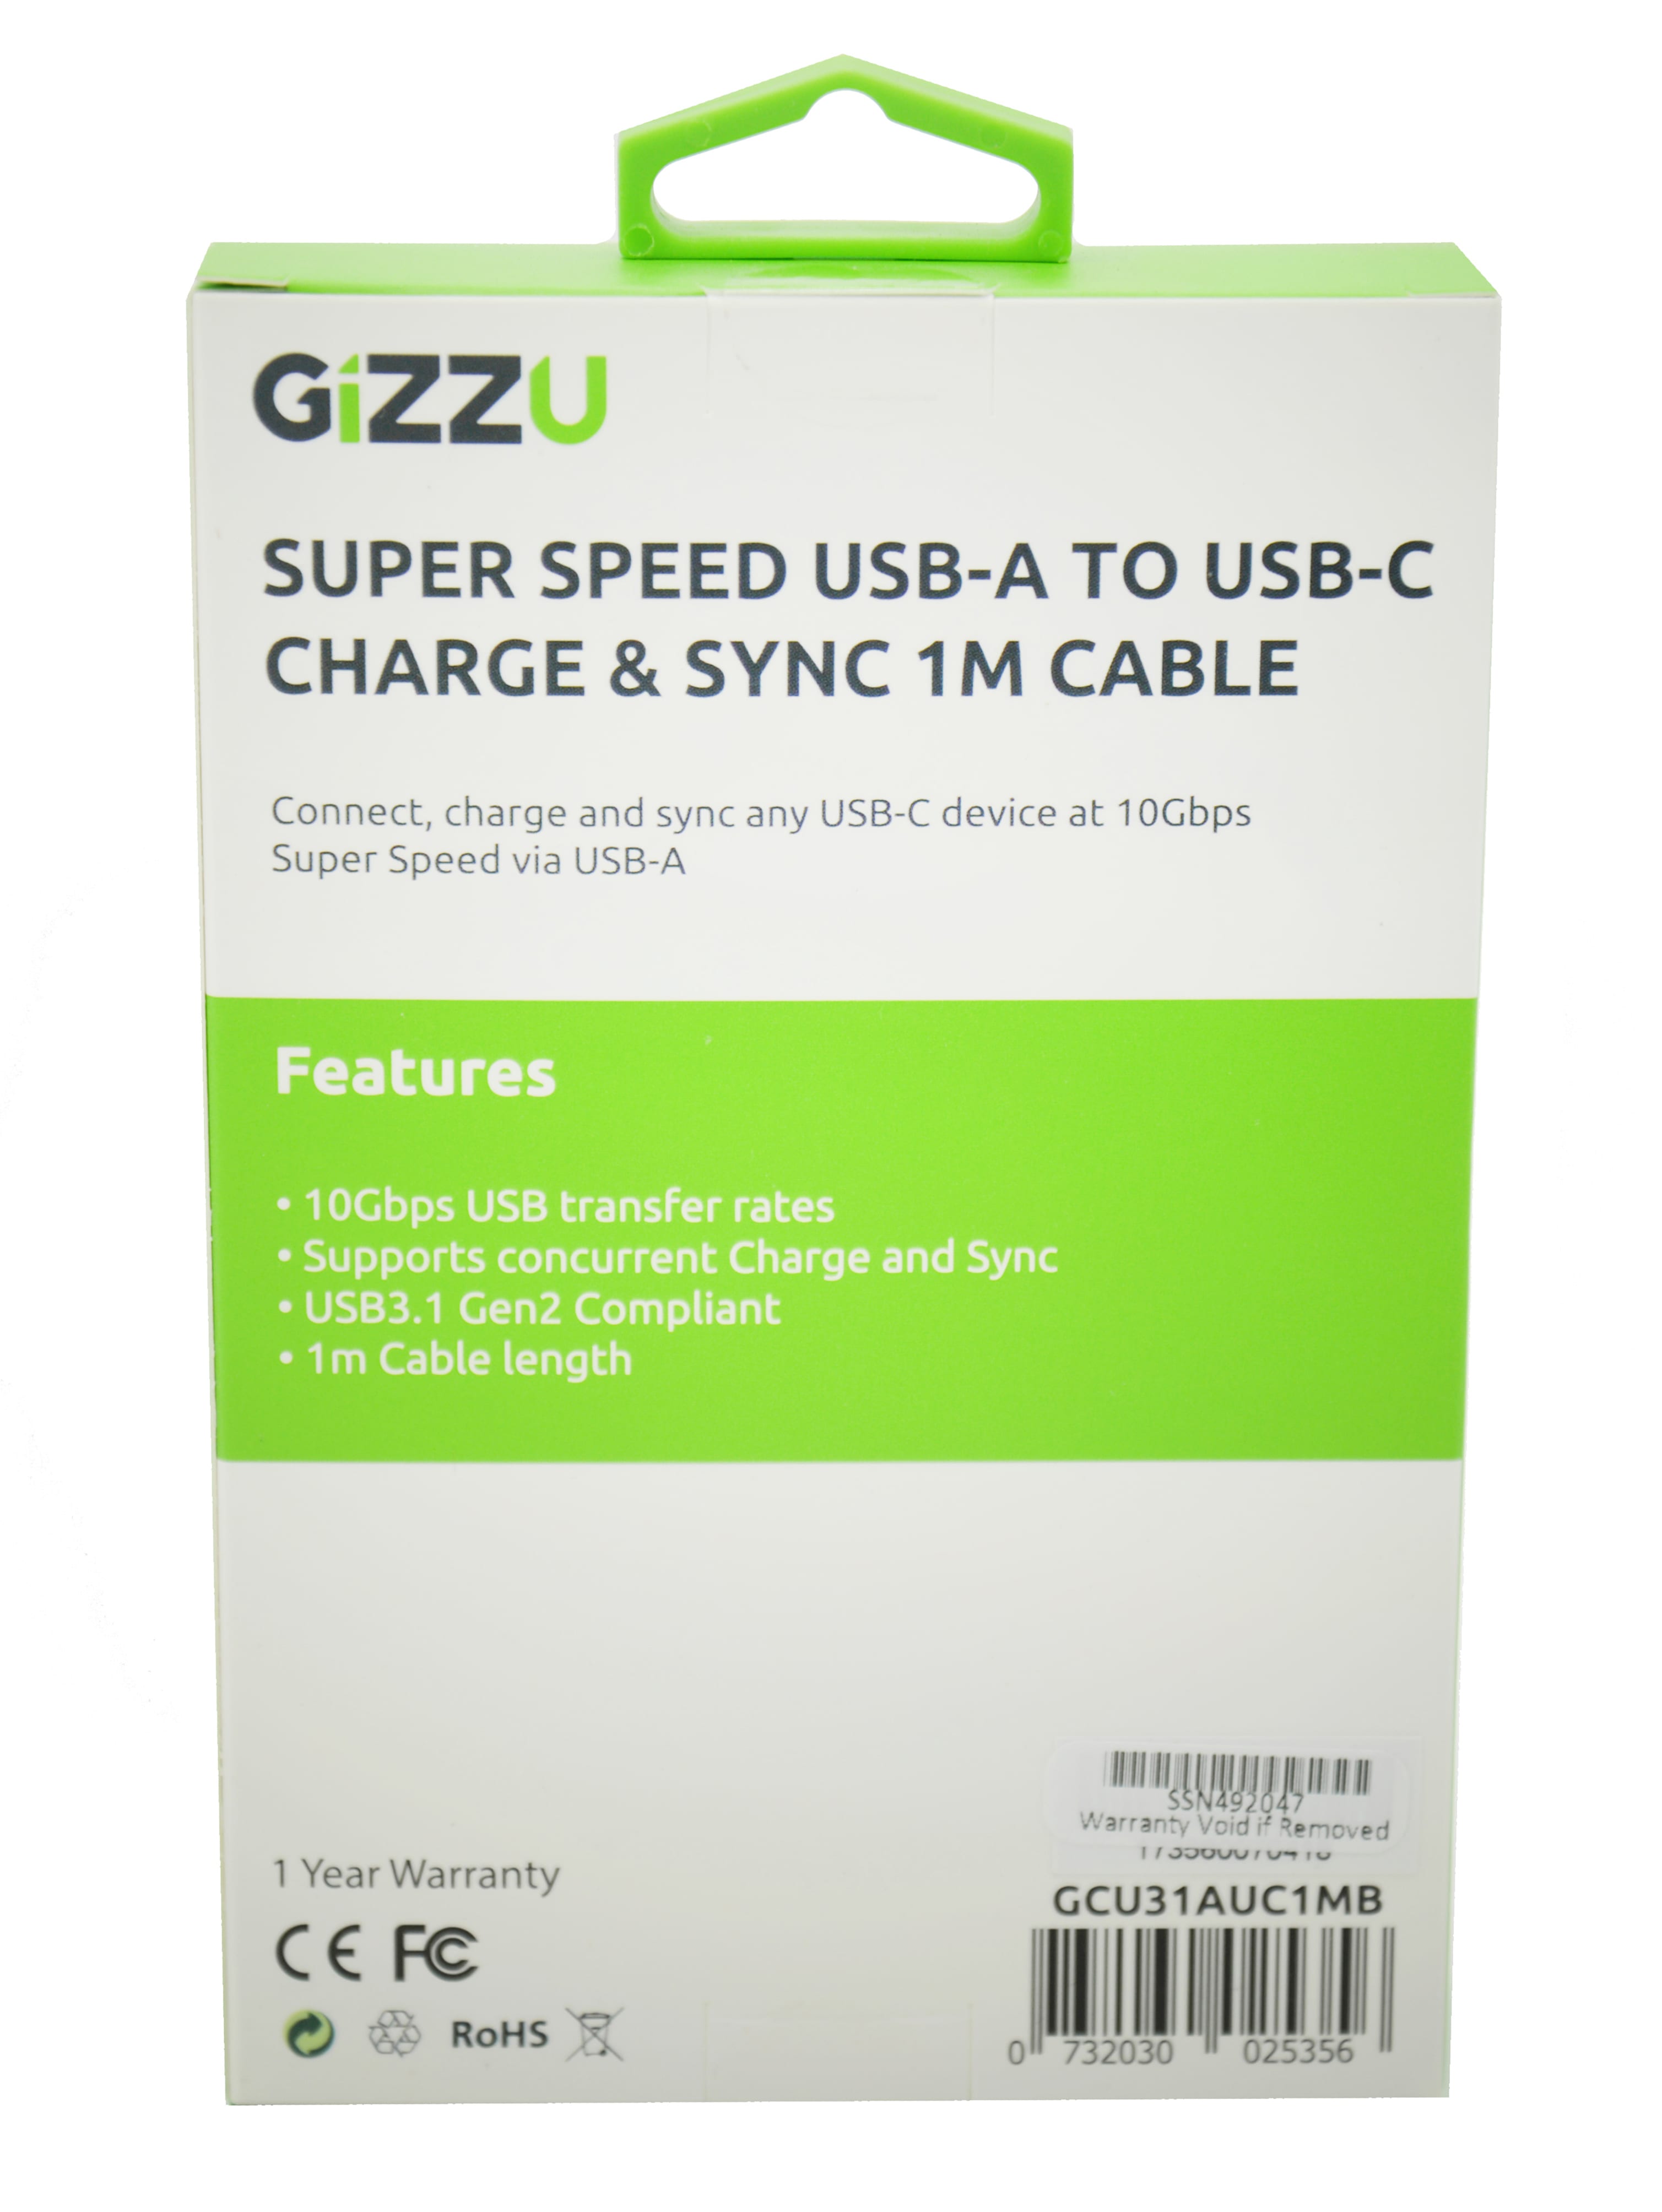 GiZZU
SUPER SPEED USB-A TO USB-C
CHARGE & SYNC 1M CABLE
Connect, charge and sync any USB-C device at 10Gbps
Super Speed via USB-A
Features
• 10Gbps USB transfer rates
• Supports concurrent Charge and Sync
• USB3.1 Gen2 Compliant
• 1m Cable length
SSN492047
Warranty Void if Removed
1 Year Warranty
GCU31AUC1MB
CE FC
RoHS
0 732030 025356